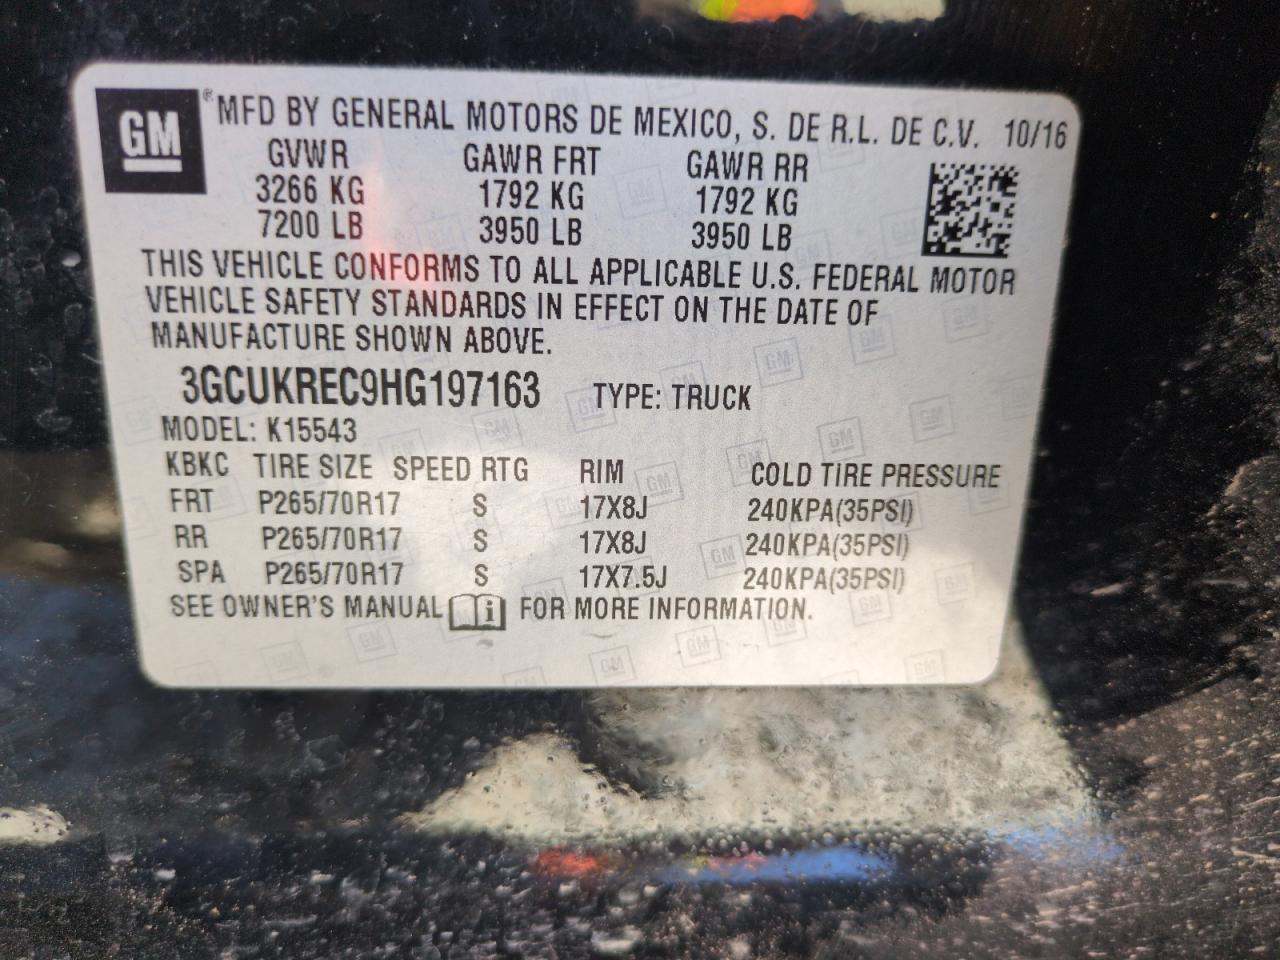 GM ® MFD BY GENERAL MOTORS DE MEXICO, S. DE R.L. DE C.V. 10/16
GVWR GAWR FRT GAWR RR
3266 KG 1792 KG 1792 KG
7200 LB 3950 LB 3950 LB
THIS VEHICLE CONFORMS TO ALL APPLICABLE U.S. FEDERAL MOTOR
VEHICLE SAFETY STANDARDS IN EFFECT ON THE DATE OF
MANUFACTURE SHOWN ABOVE.
3GCUKREC9HG197163 TYPE: TRUCK
MODEL: K15543
KBKC TIRE SIZE SPEED RTG RIM COLD TIRE PRESSURE
FRT P265/70R17 S 17X8J 240KPA(35PSI)
RR P265/70R17 S 17X8J 240KPA(35PSI)
SPA P265/70R17 S 17X7.5J 240KPA(35PSI)
SEE OWNER'S MANUAL i FOR MORE INFORMATION.